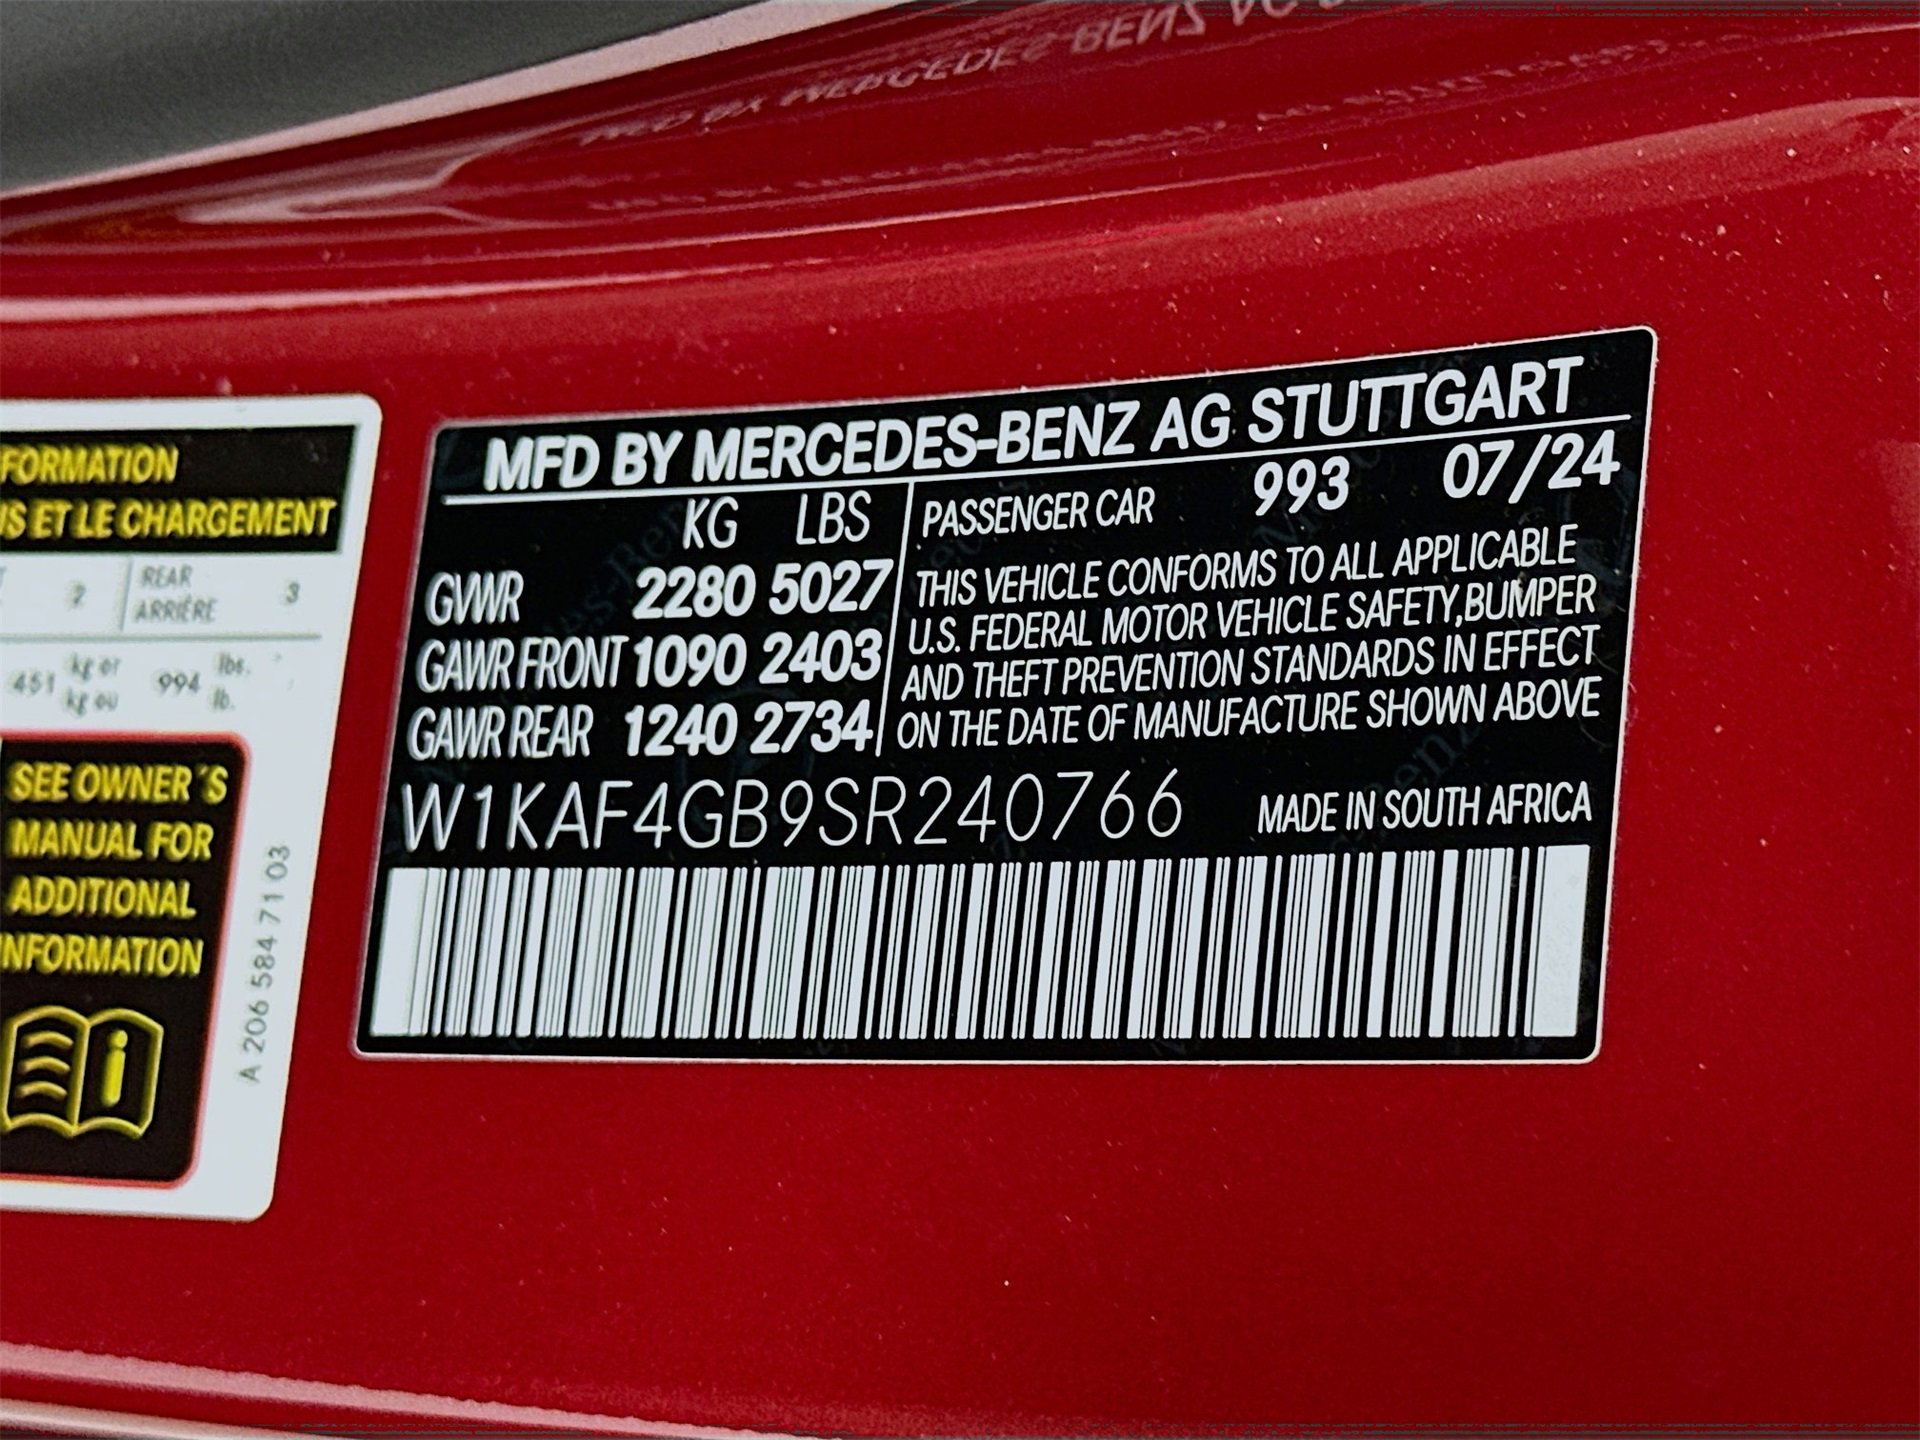 MFD BY MERCEDES-BENZ AG STUTTGART
KG LBS
GVWR 2280 5027
GAWR FRONT 1090 2403
GAWR REAR 1240 2734
PASSENGER CAR 993 07/24
THIS VEHICLE CONFORMS TO ALL APPLICABLE
U.S. FEDERAL MOTOR VEHICLE SAFETY,BUMPER
AND THEFT PREVENTION STANDARDS IN EFFECT
ON THE DATE OF MANUFACTURE SHOWN ABOVE
W1KAF4GB9SR240766 MADE IN SOUTH AFRICA
FORMATION
US ET LE CHARGEMENT
2 REAR 3
ARRIÈRE
451 kg or 994 lbs.
kg ou lb.
SEE OWNER´S
MANUAL FOR
ADDITIONAL
INFORMATION
A 206 584 71 03